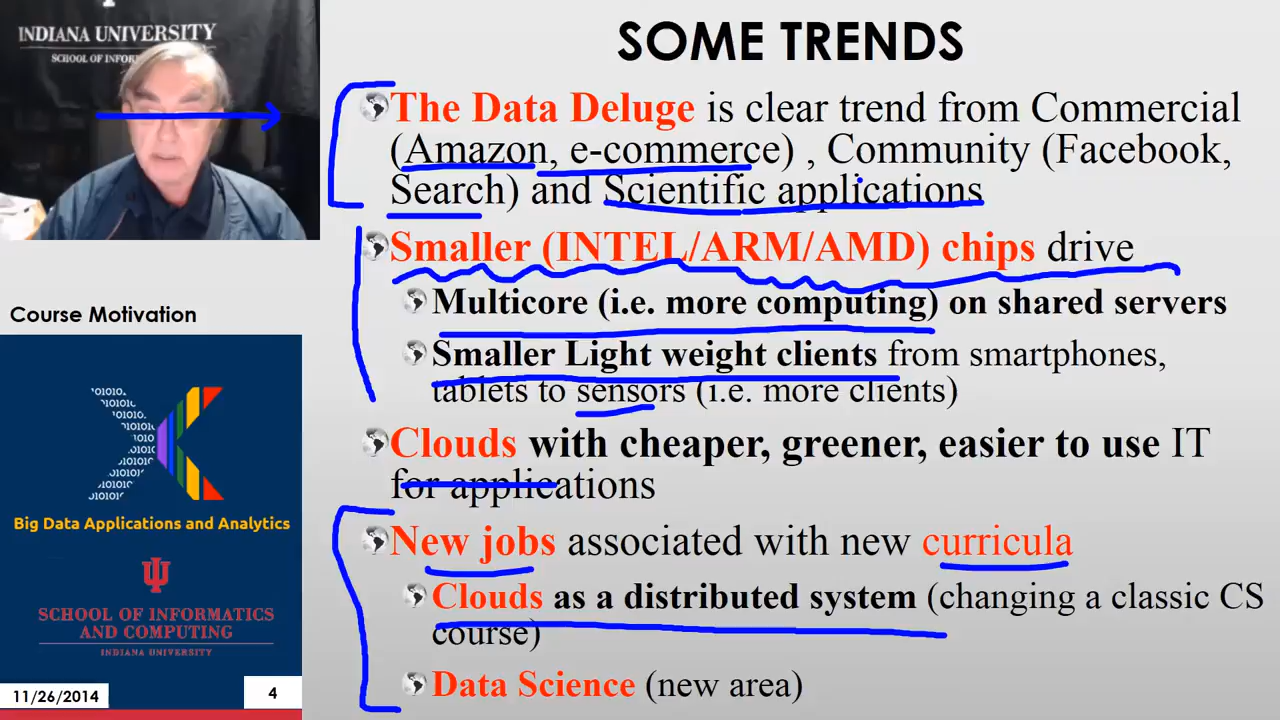 INDIANA UNIVERSITY
SOME TRENDS
The Data Deluge is clear trend from Commercial
(Amazon, e-commerce) , Community (Facebook,
Search) and Scientific applications
Smaller (INTEL/ARM/AMD) chips drive
Multicore (i.e. more computing) on shared servers
Smaller Light weight clients from smartphones,
tablets to sensors (i.e. more clients)
Clouds with cheaper, greener, easier to use IT
for applications
New jobs associated with new curricula
Clouds as a distributed system (changing a classic CS
course)
Data Science (new area)
Course Motivation
Big Data Applications and Analytics
SCHOOL OF INFORMATICS
AND COMPUTING
INDIANA UNIVERSITY
11/26/2014
4